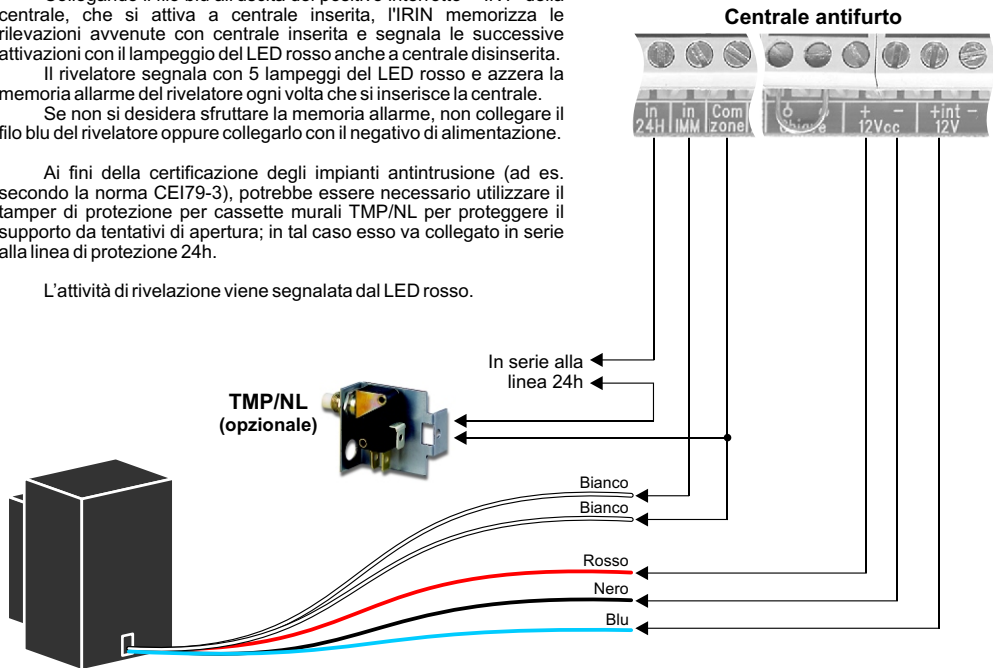 centrale, che si attiva a centrale inserita, l'IRIN memorizza le
rilevazioni avvenute con centrale inserita e segnala le successive
attivazioni con il lampeggio del LED rosso anche a centrale disinserita.
Il rivelatore segnala con 5 lampeggi del LED rosso e azzera la
memoria allarme del rivelatore ogni volta che si inserisce la centrale.
Se non si desidera sfruttare la memoria allarme, non collegare il
filo blu del rivelatore oppure collegarlo con il negativo di alimentazione.
Ai fini della certificazione degli impianti antintrusione (ad es.
secondo la norma CEI79-3), potrebbe essere necessario utilizzare il
tamper di protezione per cassette murali TMP/NL per proteggere il
supporto da tentativi di apertura; in tal caso esso va collegato in serie
alla linea di protezione 24h.
L'attività di rivelazione viene segnalata dal LED rosso.
Centrale antifurto
in 24H
in IMM
Com zone
Chiave
+ -
12Vcc
+int -
12V
In serie alla
linea 24h
TMP/NL
(opzionale)
Bianco
Bianco
Rosso
Nero
Blu